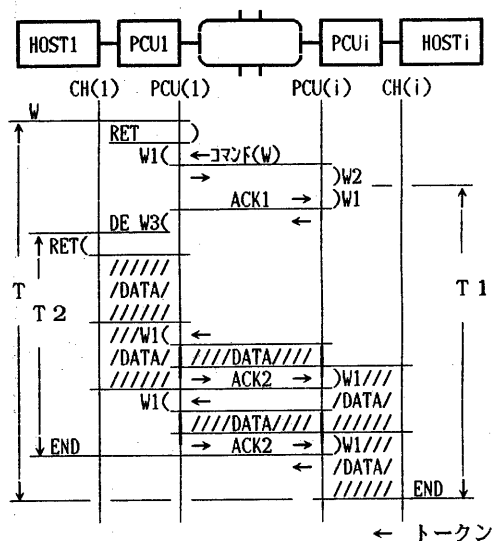 HOST1 PCU1 PCUi HOSTi
CH(1) PCU(1) PCU(i) CH(i)
W
RET )
W1( ←コマンド(W)
→ )W2
ACK1 → )W1
DE W3( ←
RET(
T T2 T1
//////
/DATA/
//////
///W1( ←
/DATA/ ////DATA////
////// → ACK2 → )W1///
W1( ← /DATA/
////DATA//// //////
END → ACK2 → )W1///
← /DATA/
////// END
← トークン